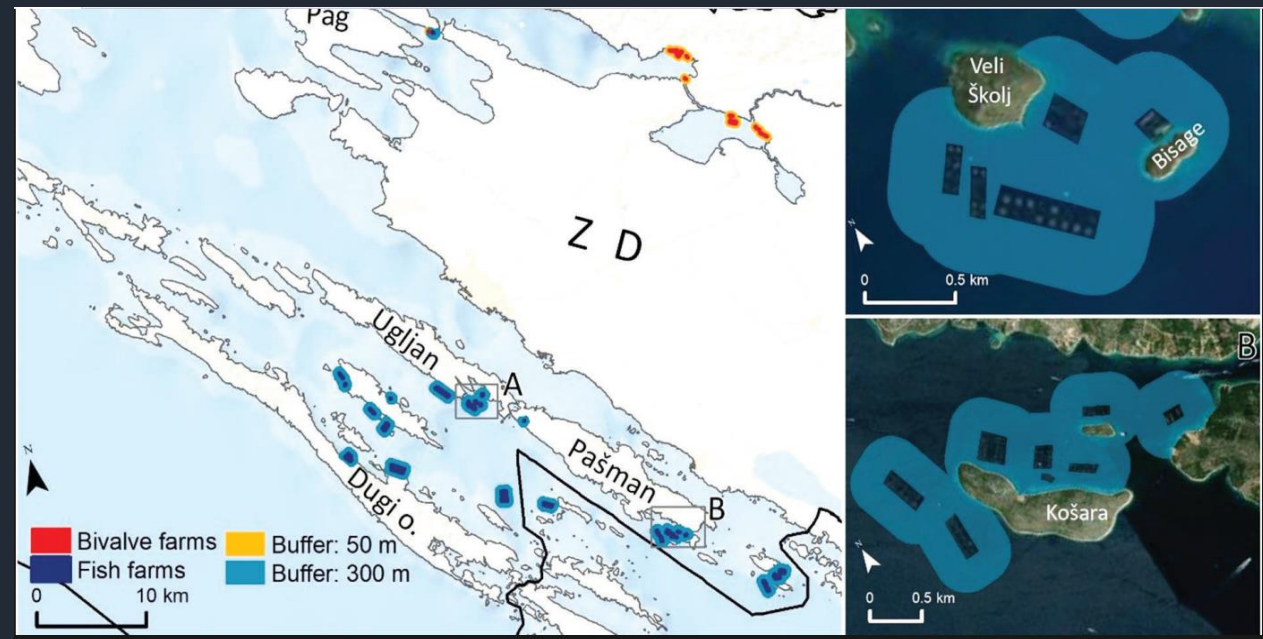 Pag
Z D
Ugljan
A
Pašman
B
Dugi o.
N
Bivalve farms
Fish farms
Buffer: 50 m
Buffer: 300 m
0 10 km
Veli
Školj
Bisage
N
0 0.5 km
B
Košara
N
0 0.5 km